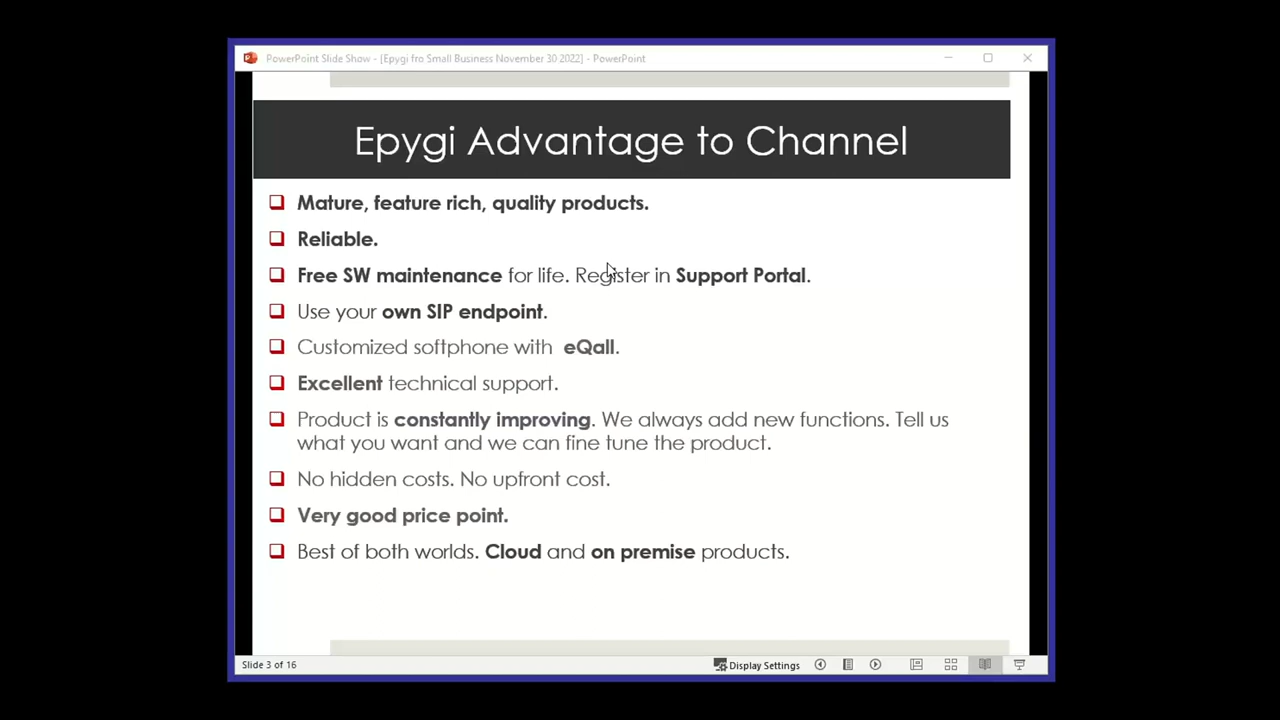 PowerPoint Slide Show - [Epygi fro Small Business November 30 2022] - PowerPoint
Epygi Advantage to Channel
Mature, feature rich, quality products.
Reliable.
Free SW maintenance for life. Register in Support Portal.
Use your own SIP endpoint.
Customized softphone with eQall.
Excellent technical support.
Product is constantly improving. We always add new functions. Tell us
what you want and we can fine tune the product.
No hidden costs. No upfront cost.
Very good price point.
Best of both worlds. Cloud and on premise products.
Slide 3 of 16
Display Settings